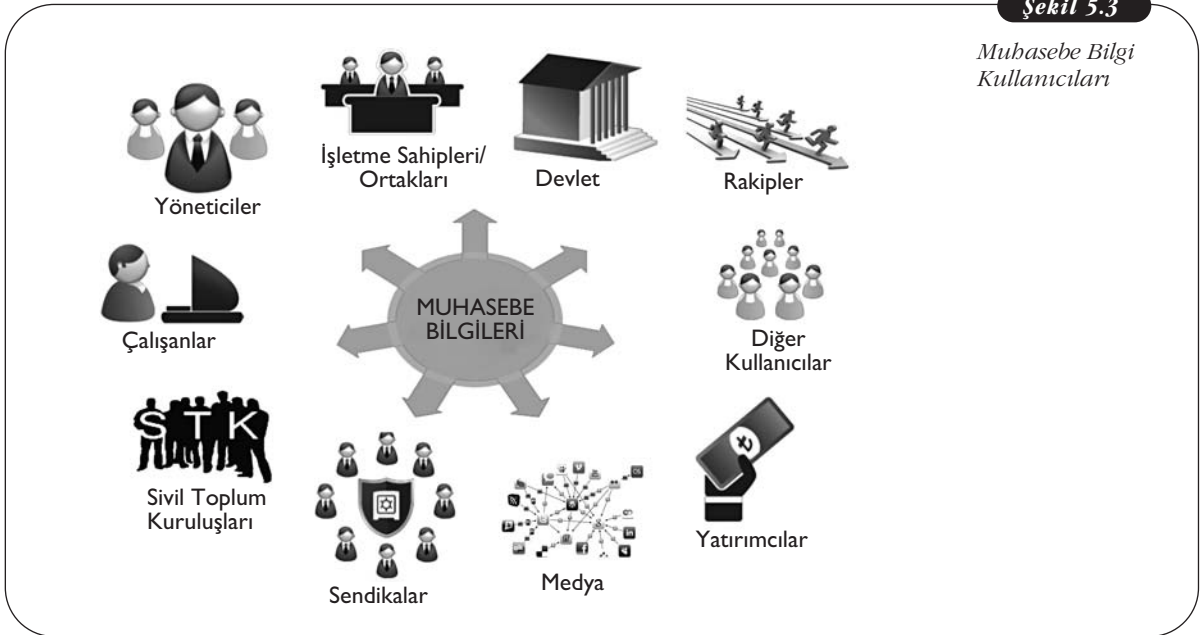 Şekil 5.3
Muhasebe Bilgi
Kullanıcıları
İşletme Sahipleri/
Ortakları
Devlet
Rakipler
Yöneticiler
Çalışanlar
MUHASEBE
BİLGİLERİ
Diğer
Kullanıcılar
STK
Sivil Toplum
Kuruluşları
Sendikalar
Medya
Yatırımcılar